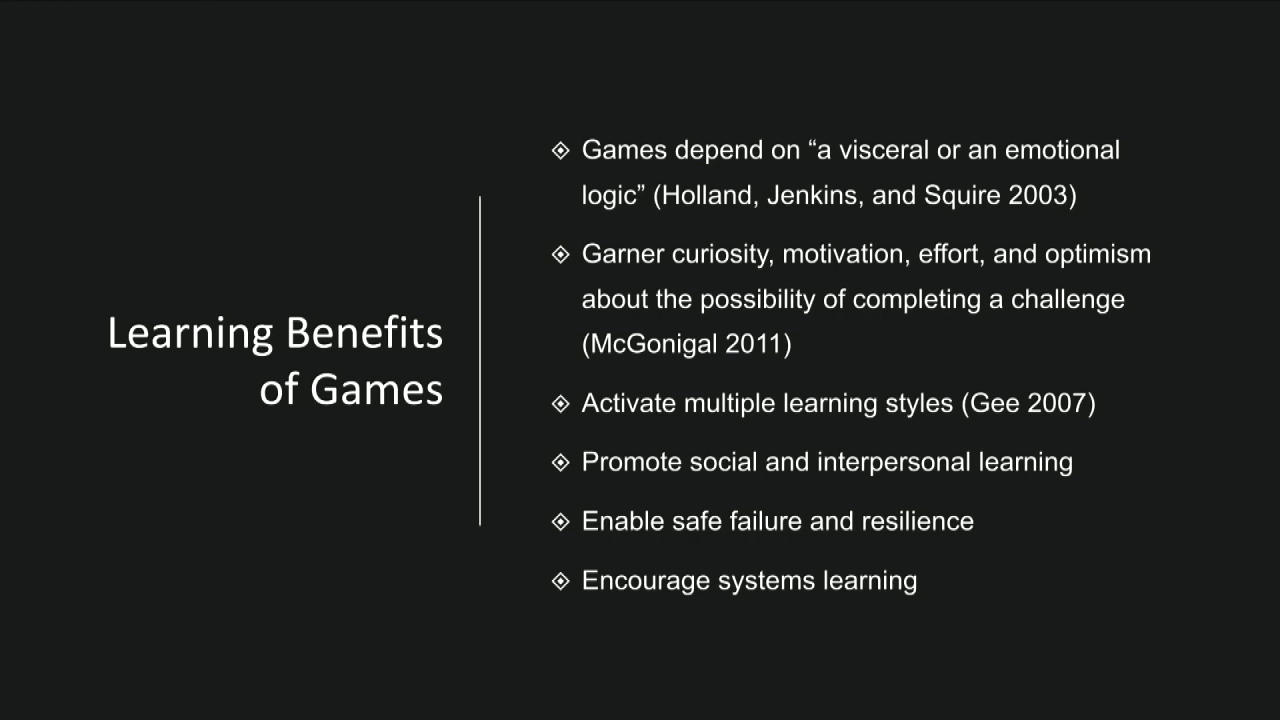 Learning Benefits
of Games
Games depend on “a visceral or an emotional
logic” (Holland, Jenkins, and Squire 2003)
Garner curiosity, motivation, effort, and optimism
about the possibility of completing a challenge
(McGonigal 2011)
Activate multiple learning styles (Gee 2007)
Promote social and interpersonal learning
Enable safe failure and resilience
Encourage systems learning